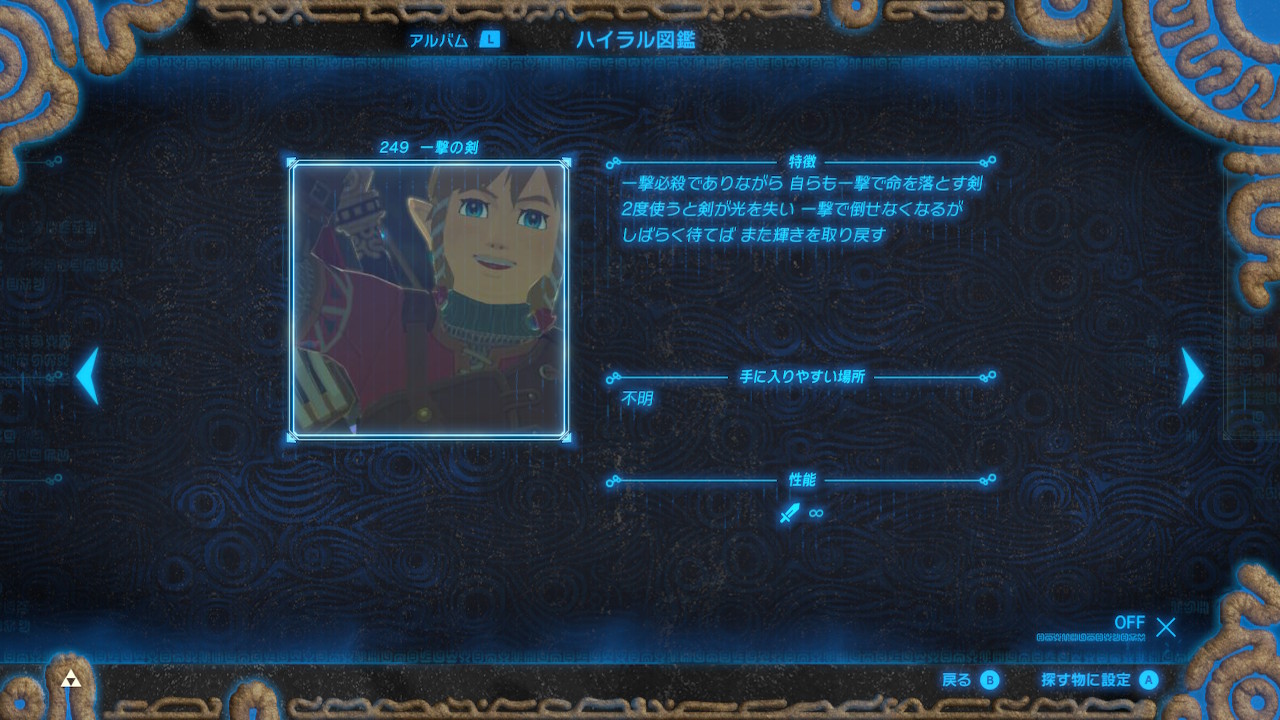 アルバム L
ハイラル図鑑
249 一撃の剣
特徴
一撃必殺でありながら 自らも一撃で命を落とす剣
2度使うと剣が光を失い 一撃で倒せなくなるが
しばらく待てば また輝きを取り戻す
手に入りやすい場所
不明
性能
∞
OFF
戻る B
探す物に設定 A